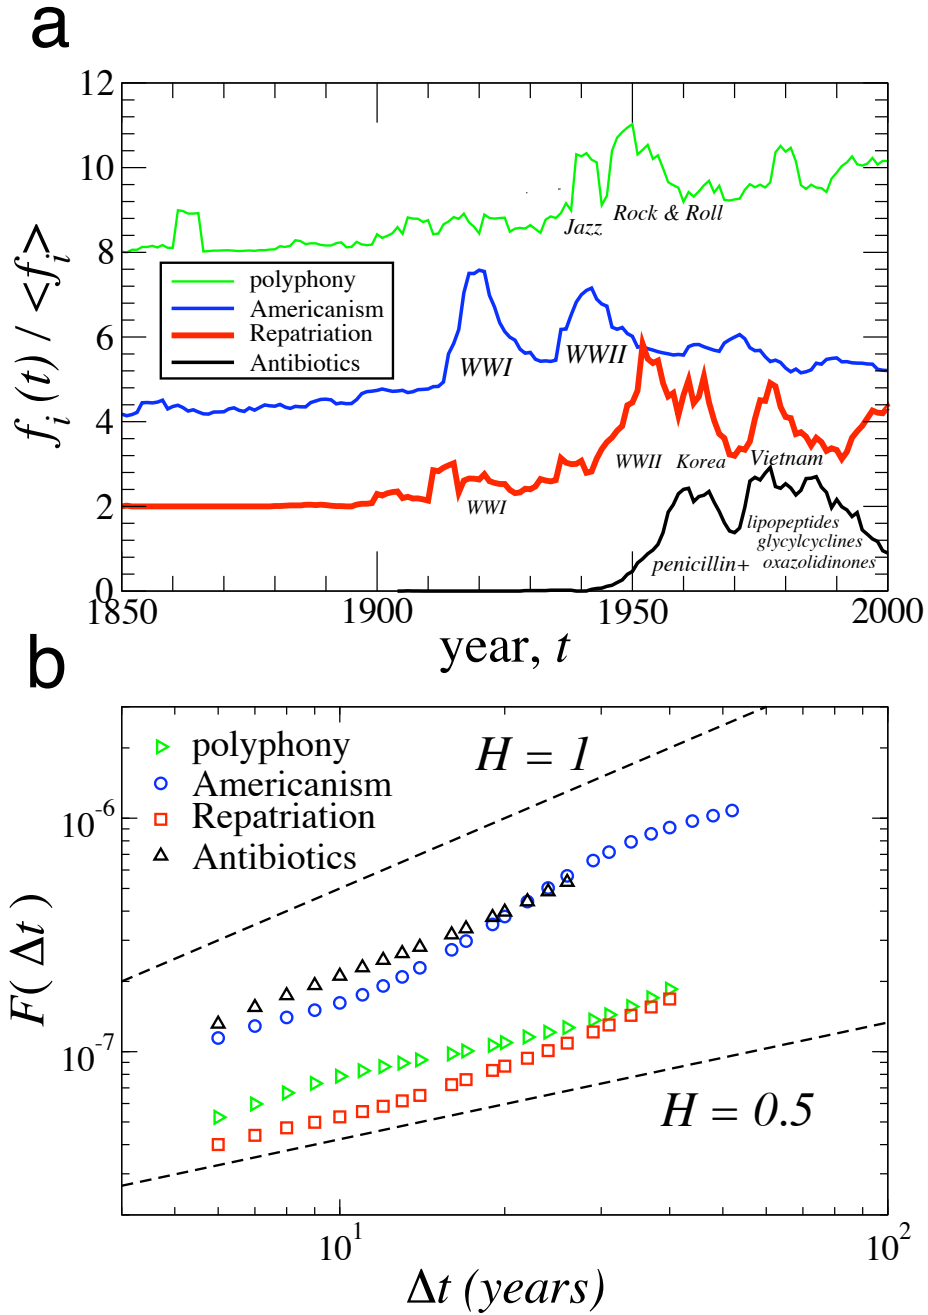 a
12
10
8
6
4
2
0
f_i (t) / <f_i>
Jazz
Rock & Roll
polyphony
Americanism
Repatriation
Antibiotics
WWI
WWII
WWII
Korea
Vietnam
WWI
lipopeptides
glycylcyclines
penicillin+
oxazolidinones
1850
1900
1950
2000
year, t
b
polyphony
Americanism
Repatriation
Antibiotics
H = 1
10^-6
10^-7
F( Δt )
H = 0.5
10^1
10^2
Δt (years)